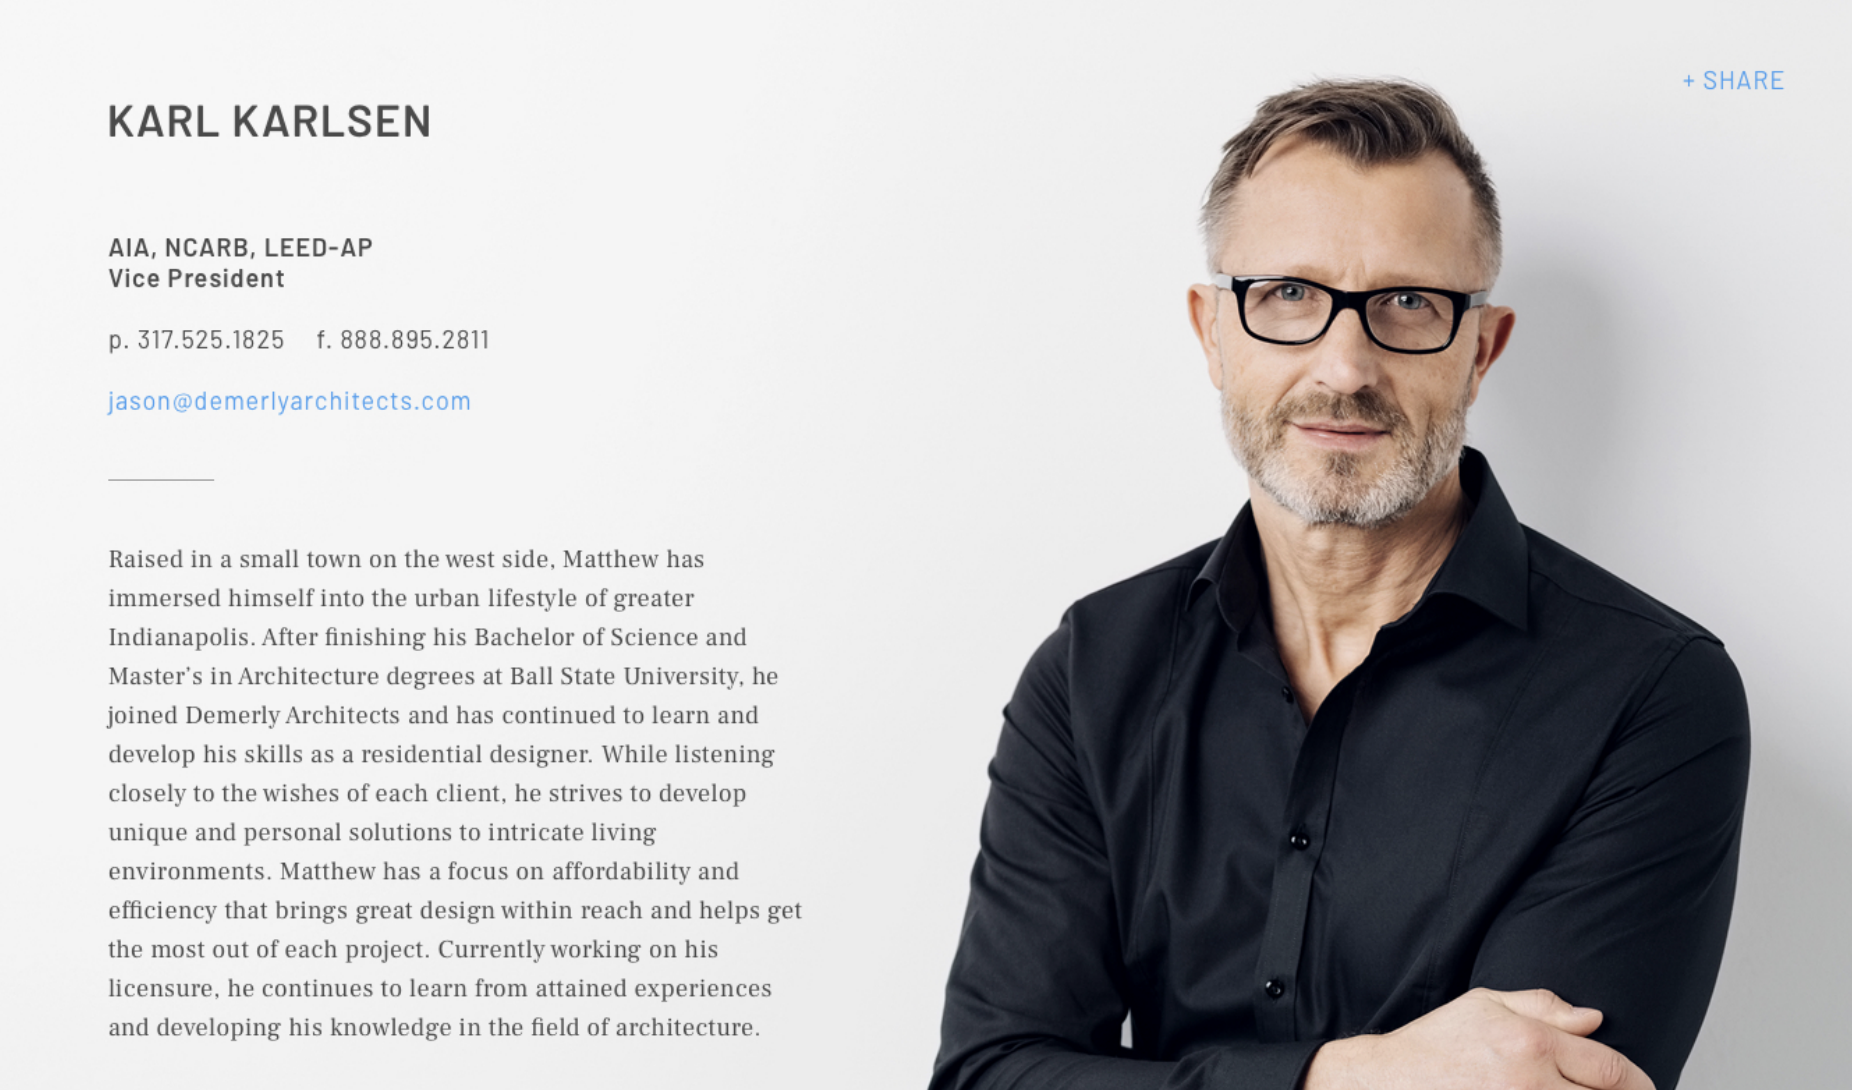 + SHARE
KARL KARLSEN
AIA, NCARB, LEED-AP
Vice President
p. 317.525.1825 f. 888.895.2811
jason@demerlyarchitects.com
Raised in a small town on the west side, Matthew has
immersed himself into the urban lifestyle of greater
Indianapolis. After finishing his Bachelor of Science and
Master’s in Architecture degrees at Ball State University, he
joined Demerly Architects and has continued to learn and
develop his skills as a residential designer. While listening
closely to the wishes of each client, he strives to develop
unique and personal solutions to intricate living
environments. Matthew has a focus on affordability and
efficiency that brings great design within reach and helps get
the most out of each project. Currently working on his
licensure, he continues to learn from attained experiences
and developing his knowledge in the field of architecture.